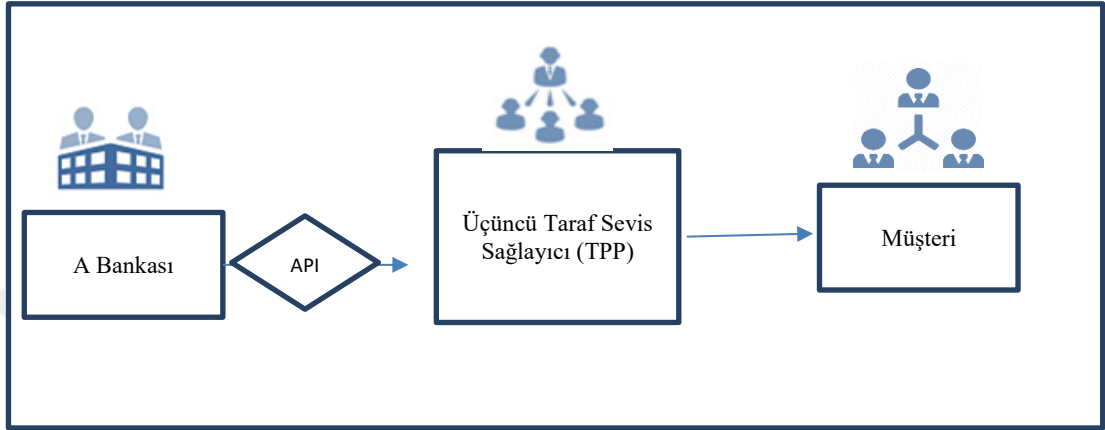 A Bankası
API
Üçüncü Taraf Sevis
Sağlayıcı (TPP)
Müşteri